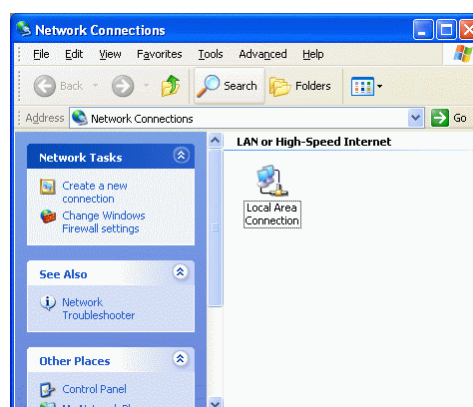 Network Connections
File Edit View Favorites Tools Advanced Help
Back Search Folders
Address Network Connections Go
Network Tasks
Create a new
connection
Change Windows
Firewall settings
See Also
Network
Troubleshooter
Other Places
Control Panel
LAN or High-Speed Internet
Local Area
Connection